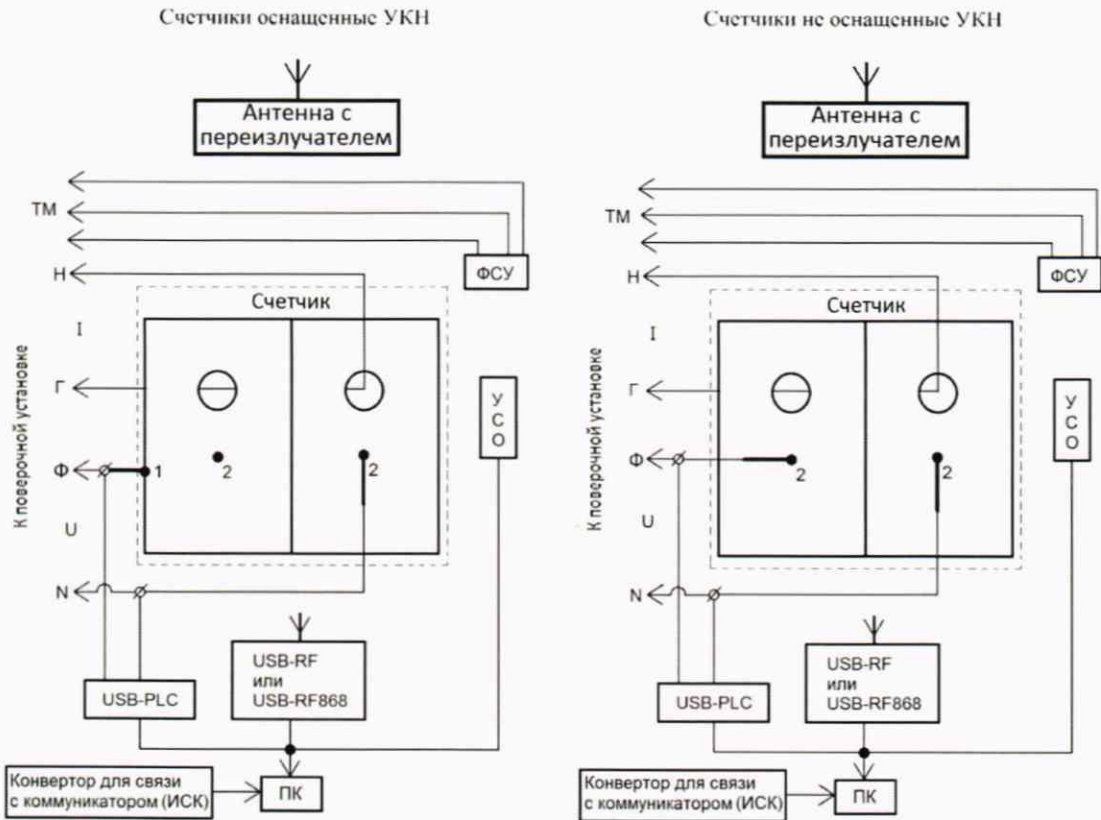 Счетчики оснащенные УКН
Антенна с
переизлучателем
ТМ
ФСУ
Н
Счетчик
I
Г
У
С
О
К поверочной установке
Ф
1
2
2
U
N
USB-RF
или
USB-RF868
USB-PLC
Конвертор для связи
с коммуникатором (ИСК)
ПК
Счетчики не оснащенные УКН
Антенна с
переизлучателем
ТМ
ФСУ
Н
Счетчик
I
Г
У
С
О
К поверочной установке
Ф
2
2
U
N
USB-RF
или
USB-RF868
USB-PLC
Конвертор для связи
с коммуникатором (ИСК)
ПК